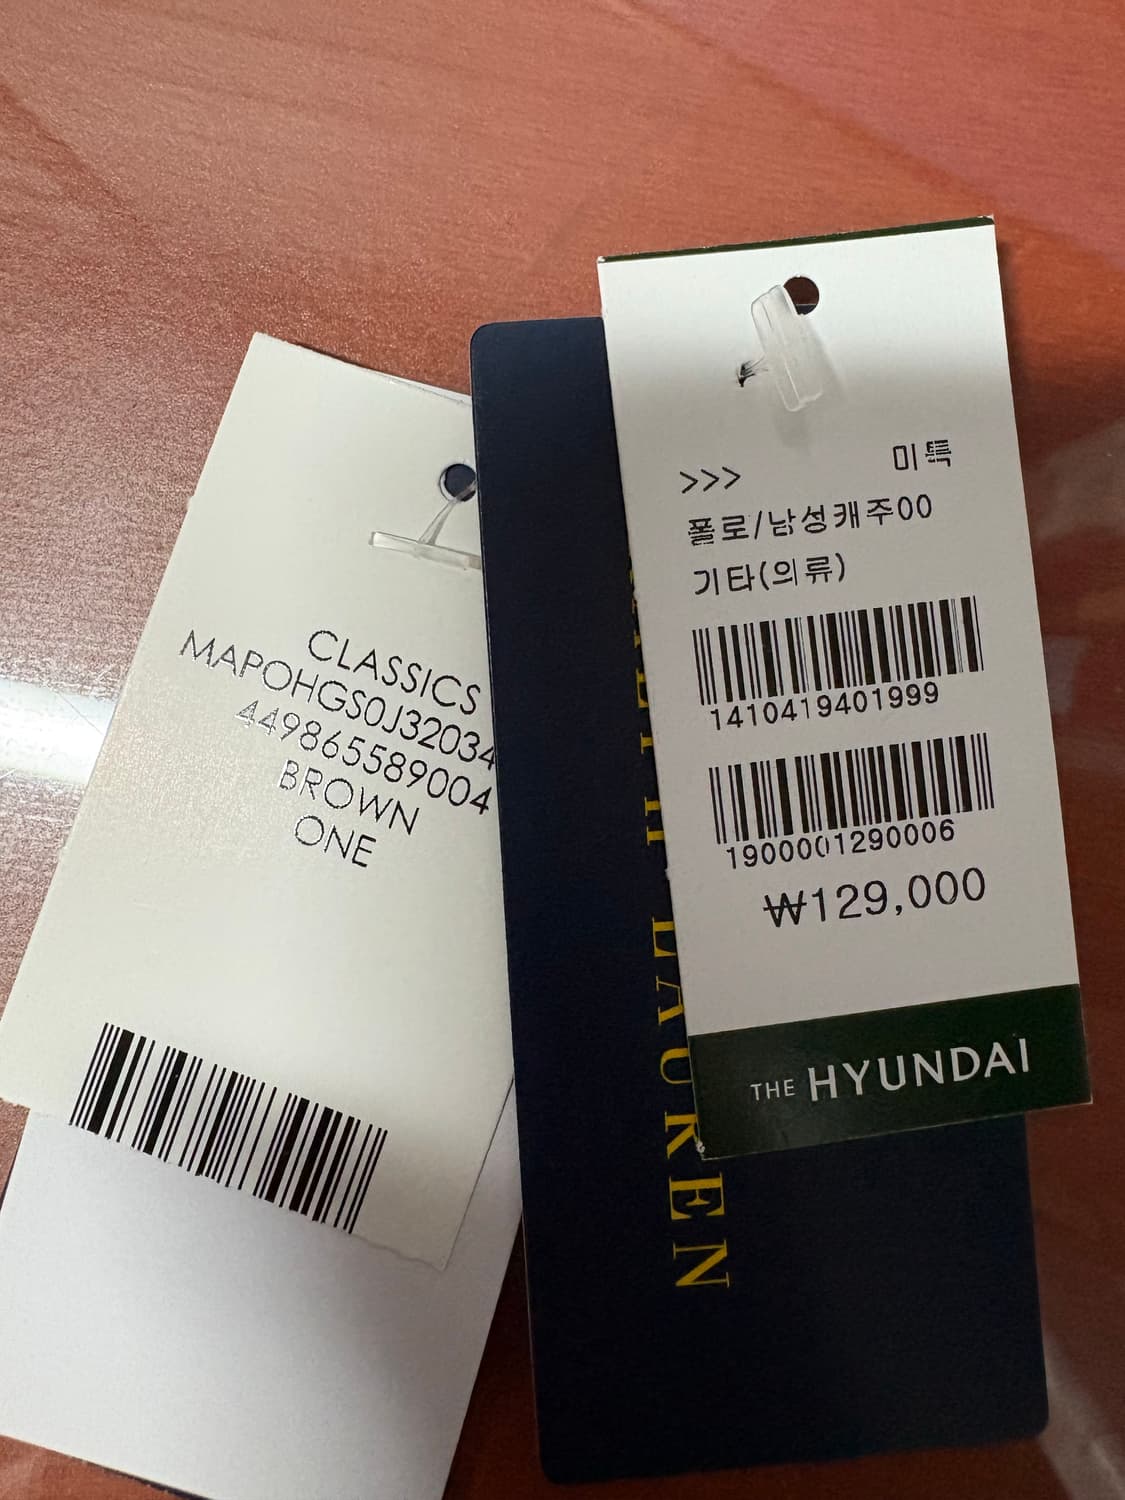 CLASSICS
MAPOHGS0J32034
449865589004
BROWN
ONE
LAUREN
>>> 미특
폴로/남성캐주00
기타(의류)
1410419401999
1900001290006
₩129,000
THE HYUNDAI